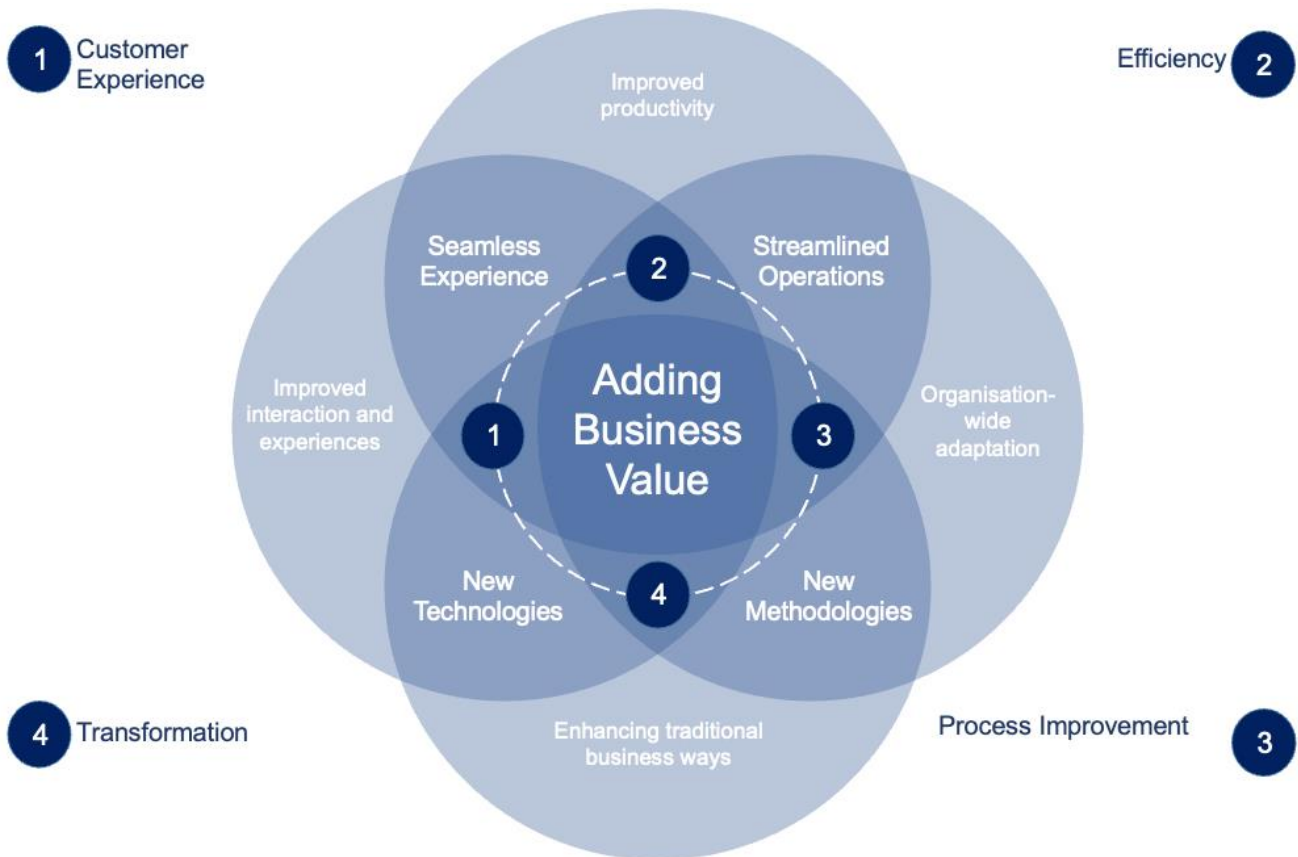 1
Customer
Experience
Efficiency
2
Improved
productivity
Seamless
Experience
2
Streamlined
Operations
Improved
interaction and
experiences
1
Adding
Business
Value
3
Organisation-
wide
adaptation
New
Technologies
4
New
Methodologies
4
Transformation
Enhancing traditional
business ways
Process Improvement
3